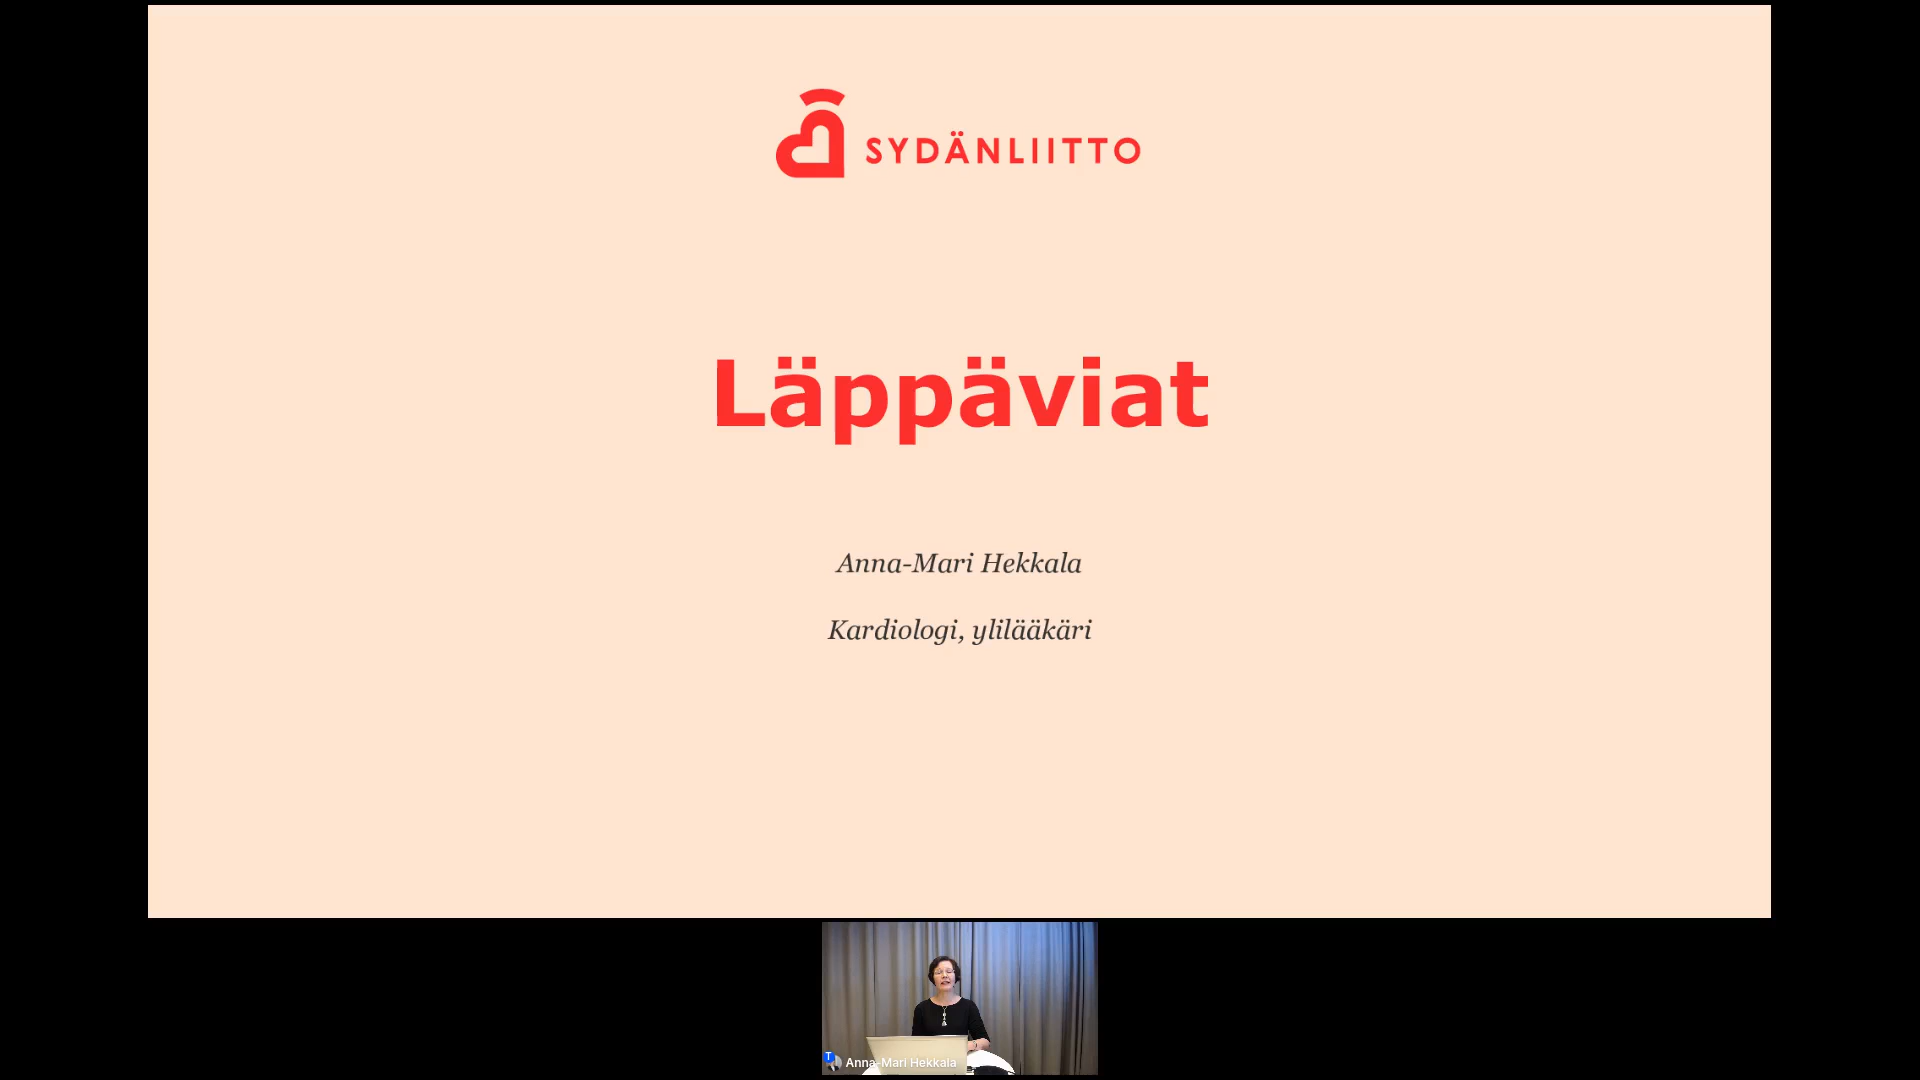 SYDÄNLIITTO
Läppäviat
Anna-Mari Hekkala
Kardiologi, ylilääkäri
T
Anna-Mari Hekkala